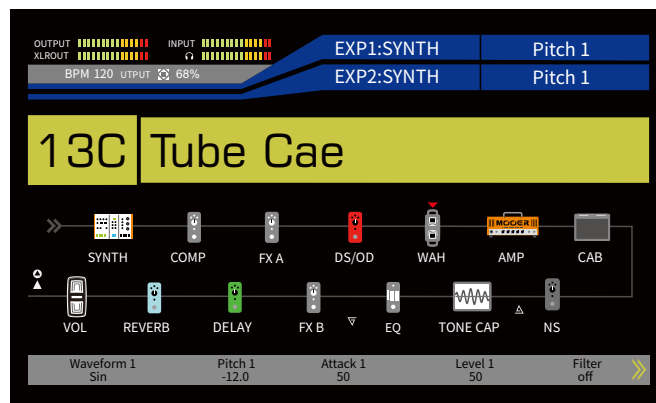 OUTPUT INPUT EXP1:SYNTH Pitch 1
XLROUT
BPM 120 UTPUT 68% EXP2:SYNTH Pitch 1
13C Tube Cae
MOOER
SYNTH COMP FX A DS/OD WAH AMP CAB
VOL REVERB DELAY FX B EQ TONE CAP NS
Waveform 1 Pitch 1 Attack 1 Level 1 Filter
Sin -12.0 50 50 off